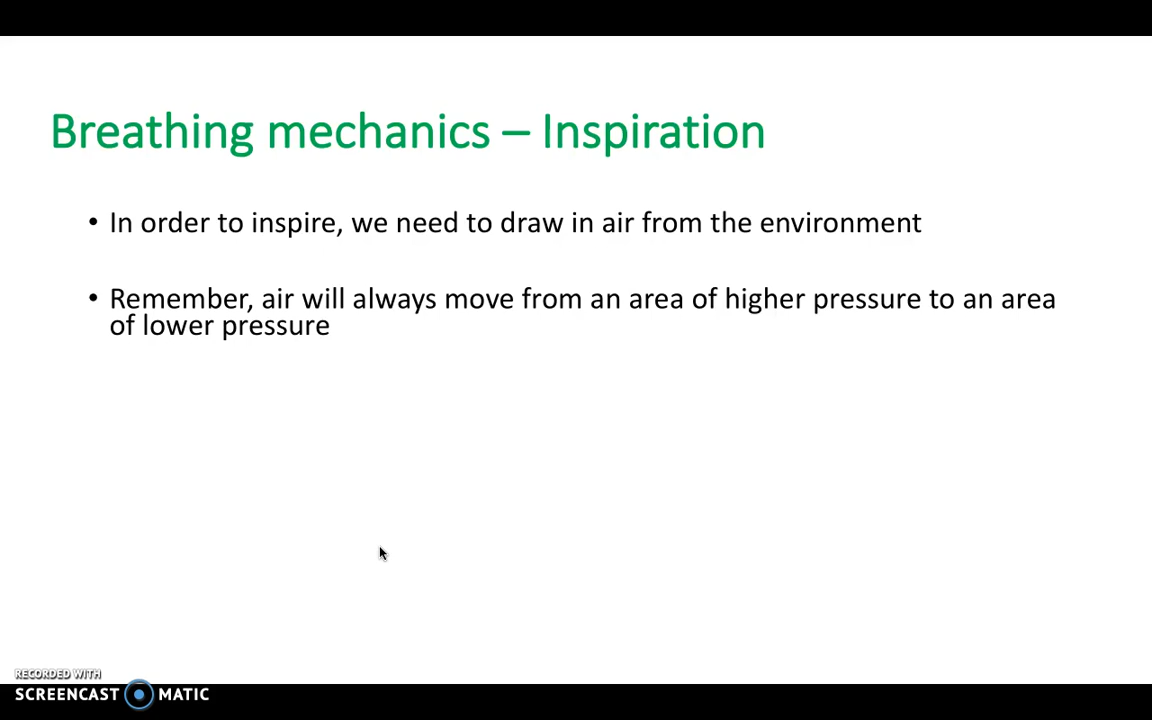 Breathing mechanics – Inspiration
• In order to inspire, we need to draw in air from the environment
• Remember, air will always move from an area of higher pressure to an area
of lower pressure
RECORDED WITH
SCREENCAST MATIC